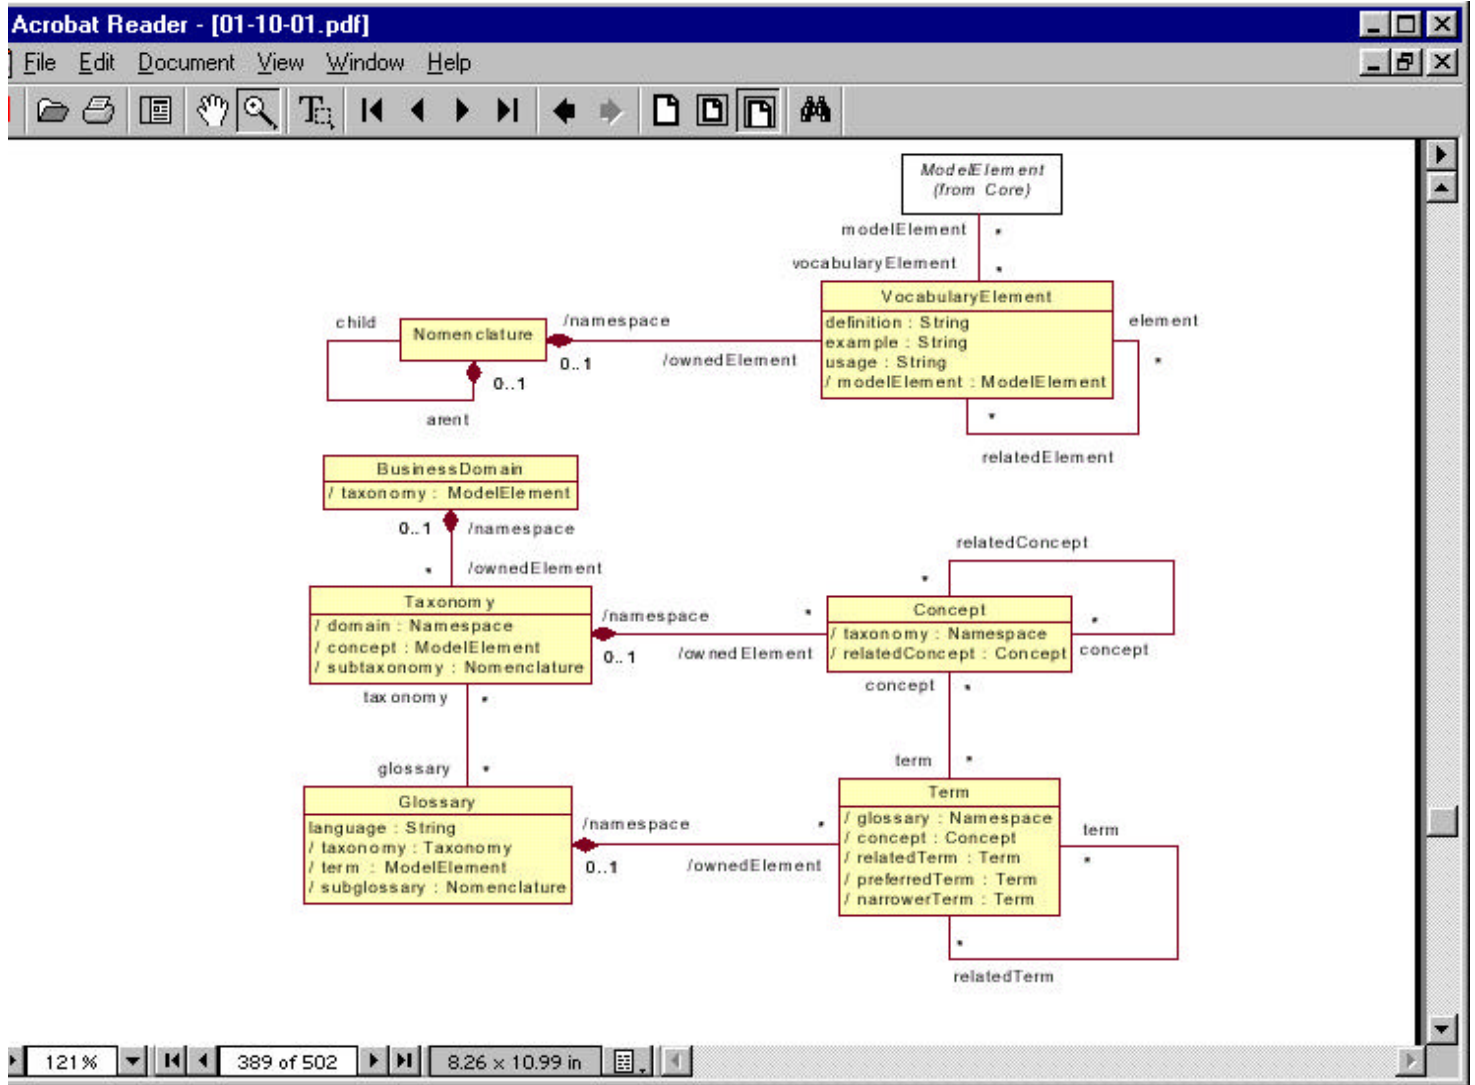 Acrobat Reader - [01-10-01.pdf]
File Edit Document View Window Help
ModelElement
(from Core)
modelElement *
vocabularyElement *
VocabularyElement
definition : String
example : String
usage : String
/ modelElement : ModelElement
element
*
*
relatedElement
child
Nomenclature
/namespace
0..1
/ownedElement
0..1
arent
BusinessDomain
/ taxonomy : ModelElement
0..1 /namespace
* /ownedElement
Taxonomy
/ domain : Namespace
/ concept : ModelElement
/ subtaxonomy : Nomenclature
/namespace *
0..1 /ownedElement
relatedConcept
*
Concept
/ taxonomy : Namespace
/ relatedConcept : Concept
*
concept
taxonomy *
concept *
glossary *
term *
Glossary
language : String
/ taxonomy : Taxonomy
/ term : ModelElement
/ subglossary : Nomenclature
/namespace *
0..1 /ownedElement
Term
/ glossary : Namespace
/ concept : Concept
/ relatedTerm : Term
/ preferredTerm : Term
/ narrowerTerm : Term
term
*
*
relatedTerm
121% 389 of 502 8.26 x 10.99 in